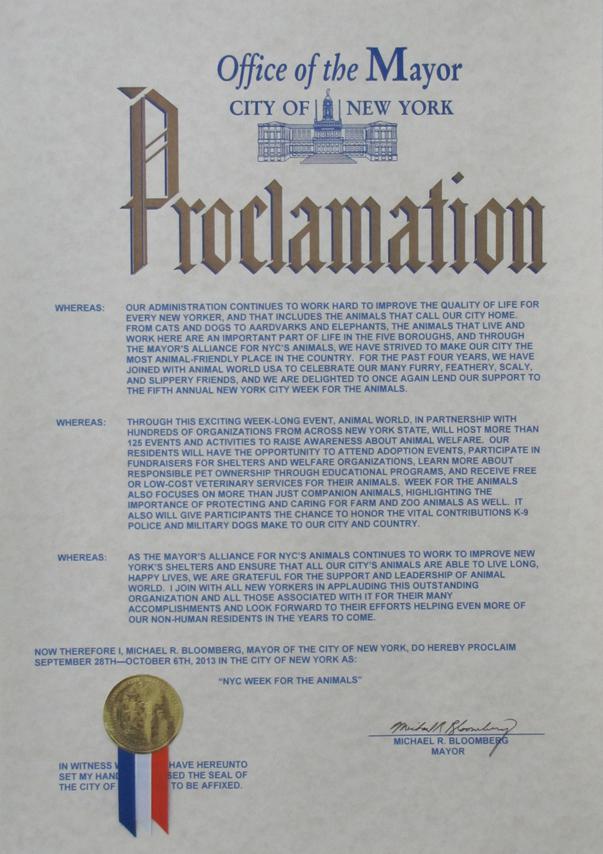 Office of the Mayor
CITY OF NEW YORK
Proclamation
WHEREAS: OUR ADMINISTRATION CONTINUES TO WORK HARD TO IMPROVE THE QUALITY OF LIFE FOR
EVERY NEW YORKER, AND THAT INCLUDES THE ANIMALS THAT CALL OUR CITY HOME.
FROM CATS AND DOGS TO AARDVARKS AND ELEPHANTS, THE ANIMALS THAT LIVE AND
WORK HERE ARE AN IMPORTANT PART OF LIFE IN THE FIVE BOROUGHS, AND THROUGH
THE MAYOR'S ALLIANCE FOR NYC'S ANIMALS, WE HAVE STRIVED TO MAKE OUR CITY THE
MOST ANIMAL-FRIENDLY PLACE IN THE COUNTRY. FOR THE PAST FOUR YEARS, WE HAVE
JOINED WITH ANIMAL WORLD USA TO CELEBRATE OUR MANY FURRY, FEATHERY, SCALY,
AND SLIPPERY FRIENDS, AND WE ARE DELIGHTED TO ONCE AGAIN LEND OUR SUPPORT TO
THE FIFTH ANNUAL NEW YORK CITY WEEK FOR THE ANIMALS.
WHEREAS: THROUGH THIS EXCITING WEEK-LONG EVENT, ANIMAL WORLD, IN PARTNERSHIP WITH
HUNDREDS OF ORGANIZATIONS FROM ACROSS NEW YORK STATE, WILL HOST MORE THAN
125 EVENTS AND ACTIVITIES TO RAISE AWARENESS ABOUT ANIMAL WELFARE. OUR
RESIDENTS WILL HAVE THE OPPORTUNITY TO ATTEND ADOPTION EVENTS, PARTICIPATE IN
FUNDRAISERS FOR SHELTERS AND WELFARE ORGANIZATIONS, LEARN MORE ABOUT
RESPONSIBLE PET OWNERSHIP THROUGH EDUCATIONAL PROGRAMS, AND RECEIVE FREE
OR LOW-COST VETERINARY SERVICES FOR THEIR ANIMALS. WEEK FOR THE ANIMALS
ALSO FOCUSES ON MORE THAN JUST COMPANION ANIMALS, HIGHLIGHTING THE
IMPORTANCE OF PROTECTING AND CARING FOR FARM AND ZOO ANIMALS AS WELL. IT
ALSO WILL GIVE PARTICIPANTS THE CHANCE TO HONOR THE VITAL CONTRIBUTIONS K-9
POLICE AND MILITARY DOGS MAKE TO OUR CITY AND COUNTRY.
WHEREAS: AS THE MAYOR'S ALLIANCE FOR NYC'S ANIMALS CONTINUES TO WORK TO IMPROVE NEW
YORK'S SHELTERS AND ENSURE THAT ALL OUR CITY'S ANIMALS ARE ABLE TO LIVE LONG,
HAPPY LIVES, WE ARE GRATEFUL FOR THE SUPPORT AND LEADERSHIP OF ANIMAL
WORLD. I JOIN WITH ALL NEW YORKERS IN APPLAUDING THIS OUTSTANDING
ORGANIZATION AND ALL THOSE ASSOCIATED WITH IT FOR THEIR MANY
ACCOMPLISHMENTS AND LOOK FORWARD TO THEIR EFFORTS HELPING EVEN MORE OF
OUR NON-HUMAN RESIDENTS IN THE YEARS TO COME.
NOW THEREFORE I, MICHAEL R. BLOOMBERG, MAYOR OF THE CITY OF NEW YORK, DO HEREBY PROCLAIM
SEPTEMBER 28TH—OCTOBER 6TH, 2013 IN THE CITY OF NEW YORK AS:
"NYC WEEK FOR THE ANIMALS"
Michael R. Bloomberg
MICHAEL R. BLOOMBERG
MAYOR
IN WITNESS HAVE HEREUNTO
SET MY HAND THE SEAL OF
THE CITY OF TO BE AFFIXED.